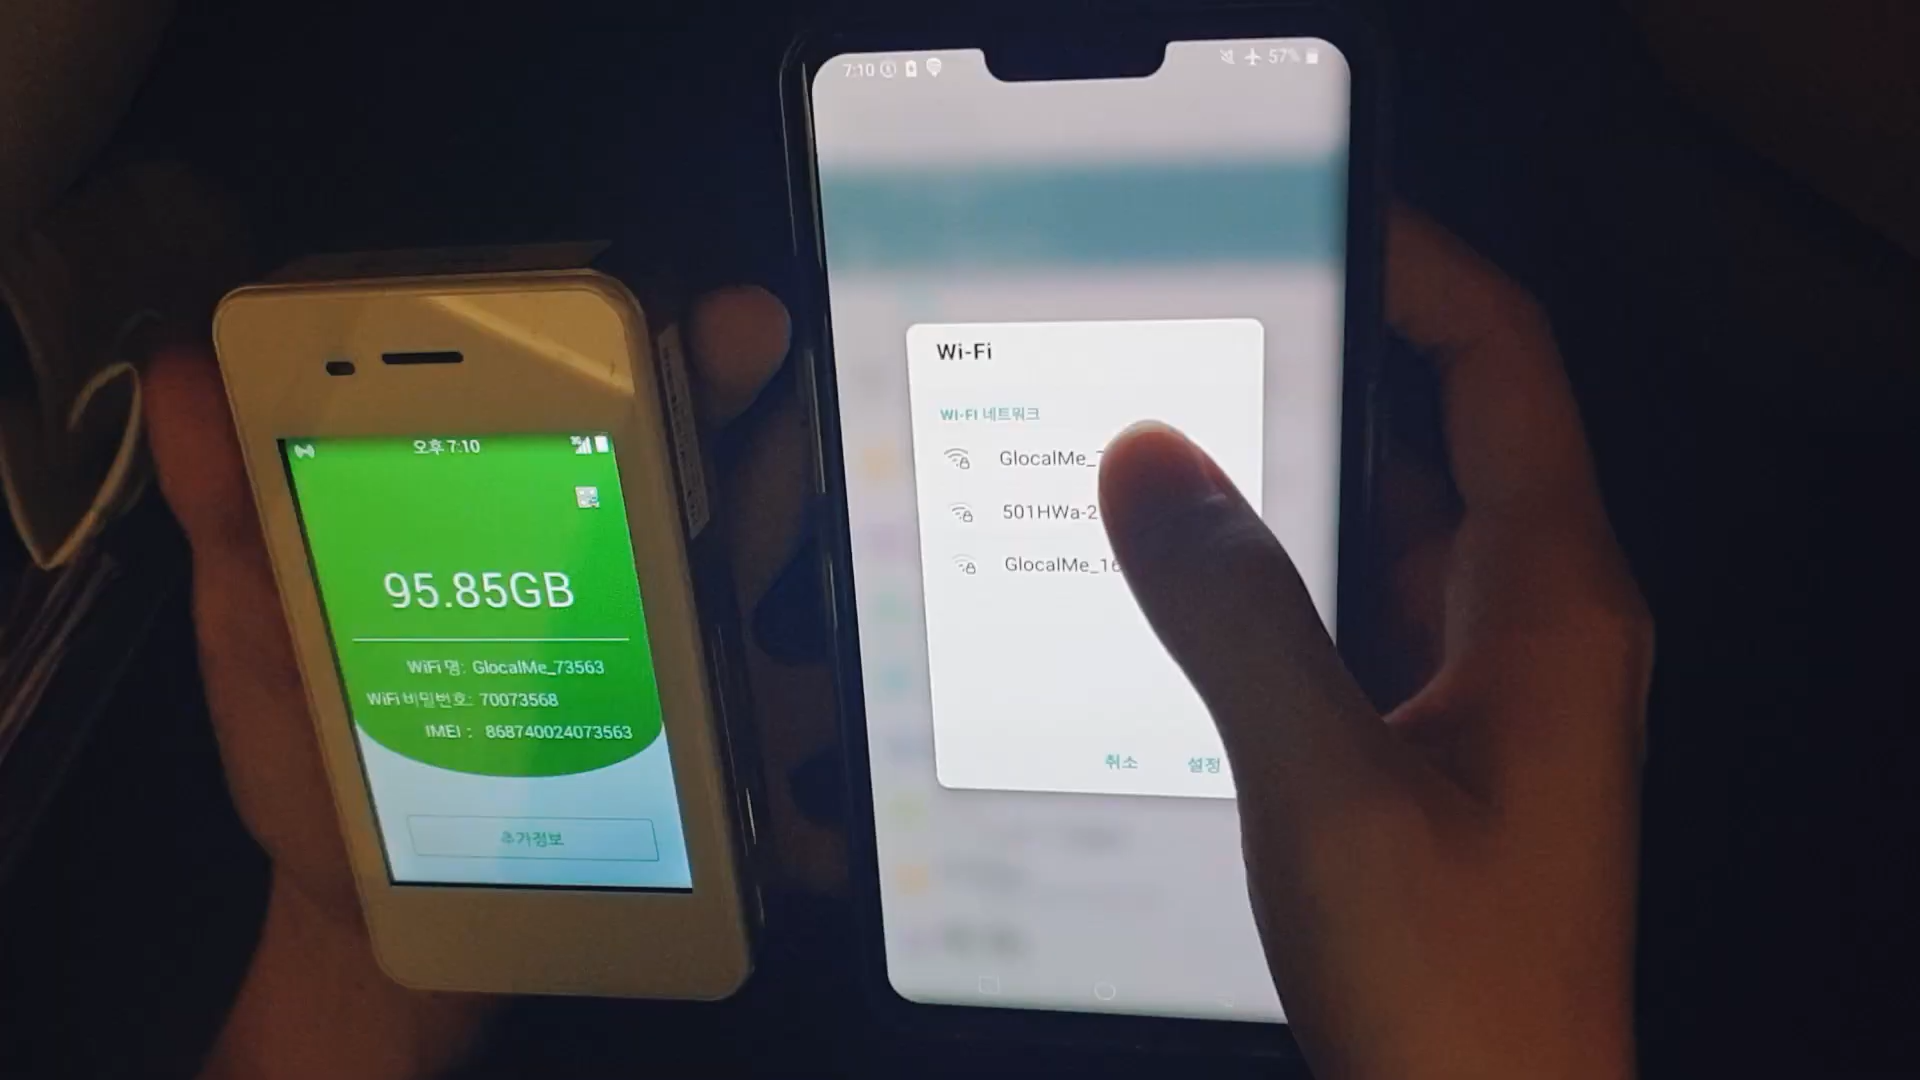 오후 7:10
95.85GB
WiFi 명: GlocalMe_73563
WiFi 비밀번호: 70073568
IMEI : 868740024073563
추가정보
7:10
57%
Wi-Fi
WI-FI 네트워크
GlocalMe_7
501HWa-2
GlocalMe_16
취소 설정